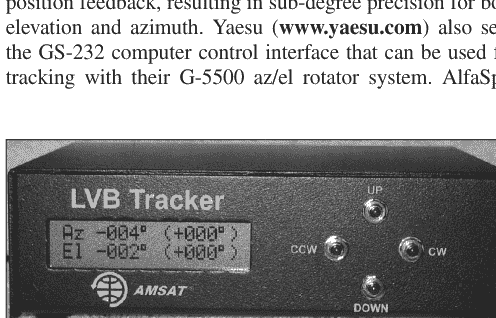 position feedback, resulting in sub-degree precision for bo
elevation and azimuth. Yaesu (www.yaesu.com) also se
the GS-232 computer control interface that can be used f
tracking with their G-5500 az/el rotator system. AlfaSp
LVB Tracker
UP
Az -004° (+000°)
El -002° (+000°)
CCW
CW
AMSAT
DOWN